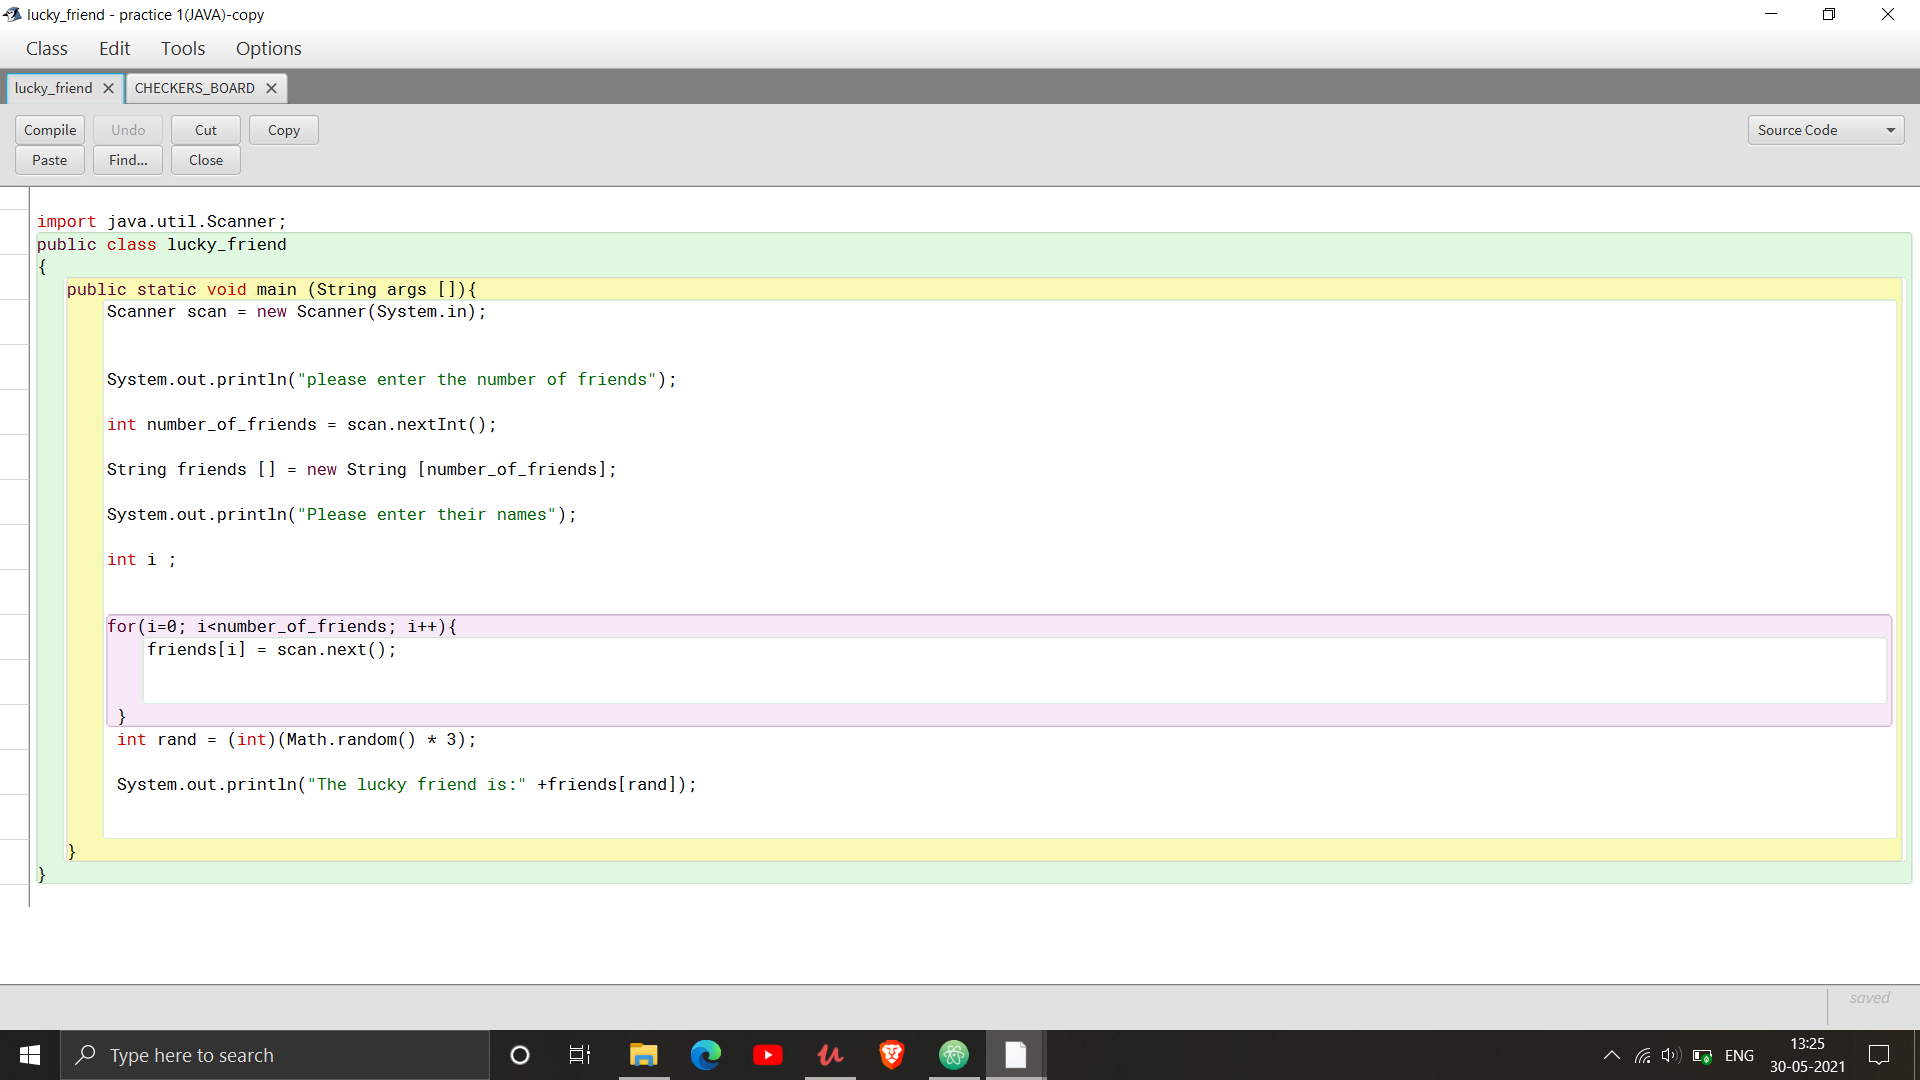 lucky_friend - practice 1(JAVA)-copy
Class Edit Tools Options
lucky_friend CHECKERS_BOARD
Compile Undo Cut Copy
Paste Find... Close
Source Code
import java.util.Scanner;
public class lucky_friend
{
public static void main (String args []){
Scanner scan = new Scanner(System.in);
System.out.println("please enter the number of friends");
int number_of_friends = scan.nextInt();
String friends [] = new String [number_of_friends];
System.out.println("Please enter their names");
int i ;
for(i=0; i<number_of_friends; i++){
friends[i] = scan.next();
}
int rand = (int)(Math.random() * 3);
System.out.println("The lucky friend is:" +friends[rand]);
}
}
saved
Type here to search
ENG
13:25
30-05-2021